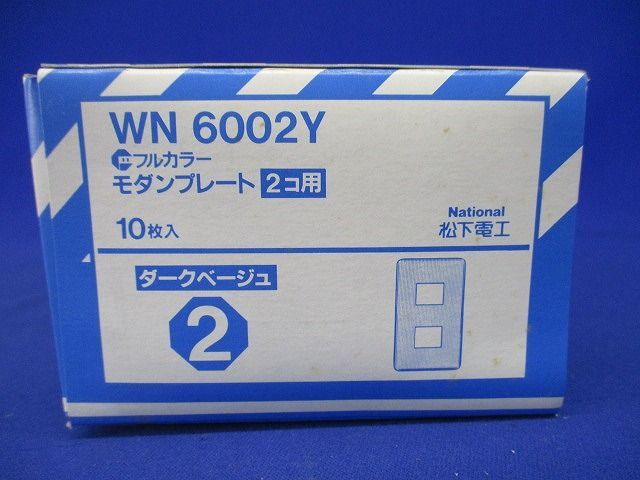 WN 6002Y
フルカラー
モダンプレート 2コ用
10枚入
National
松下電工
ダークベージュ
2